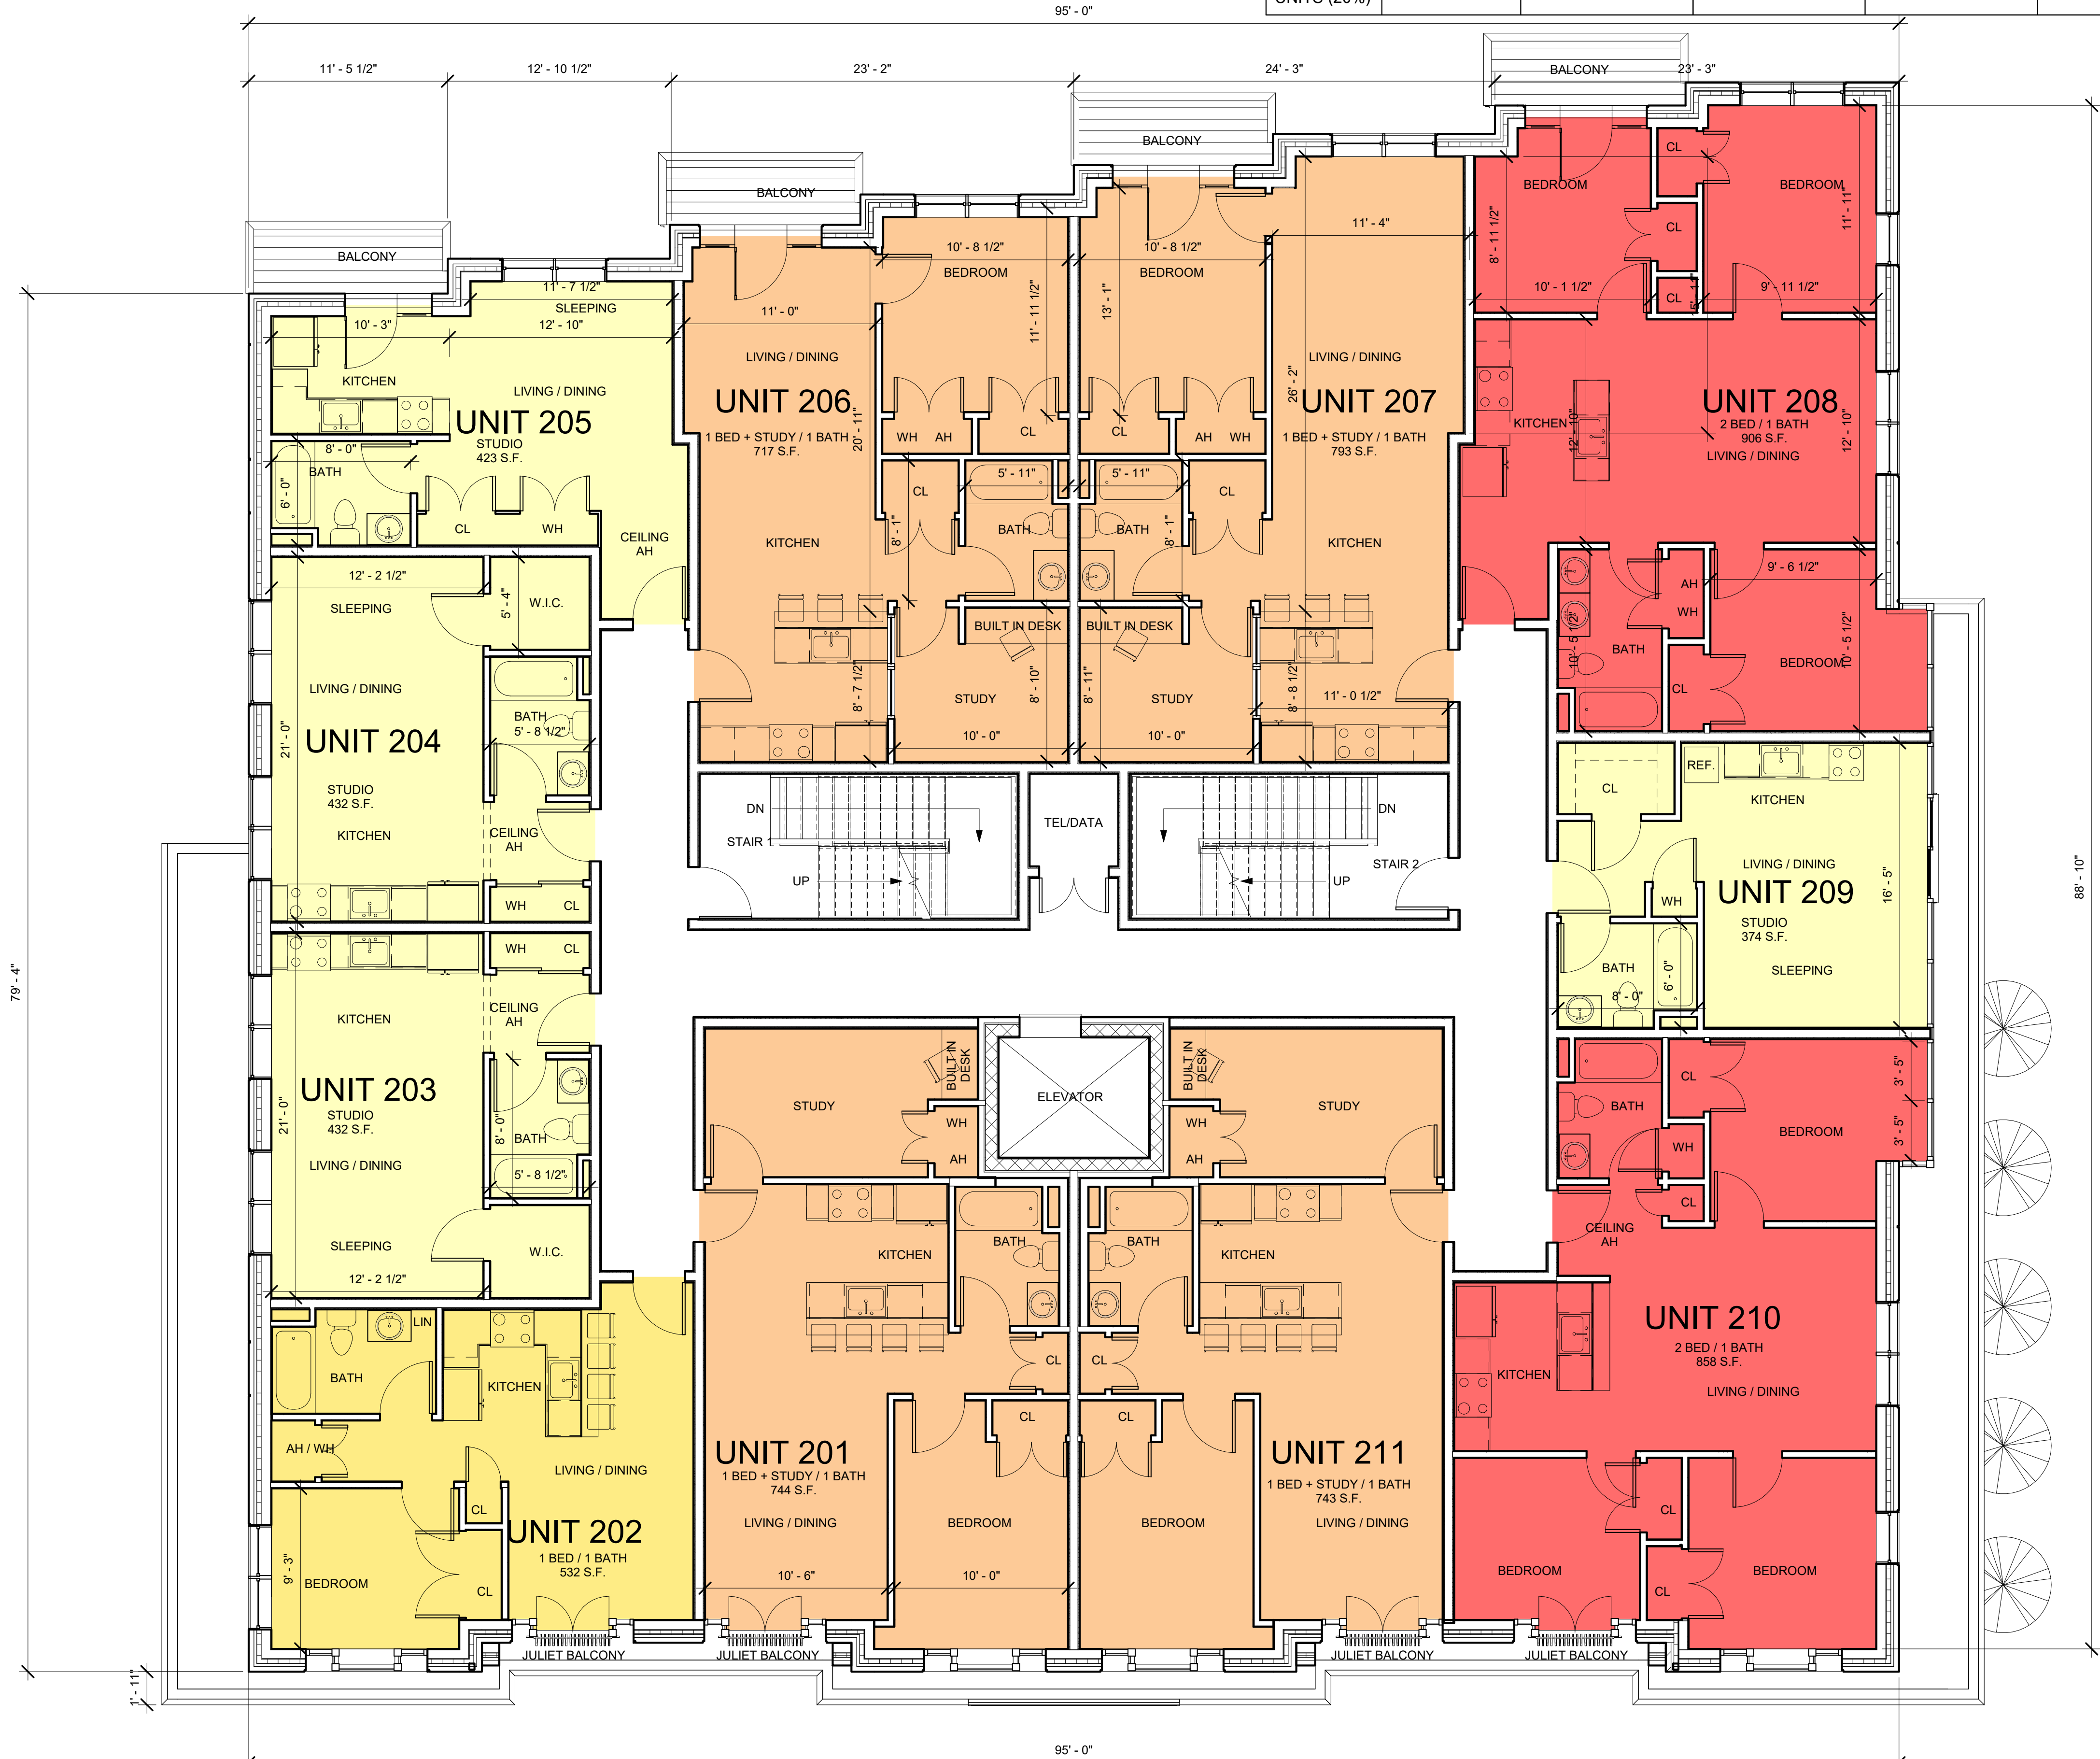 UNITS (20%)
95' - 0"
11' - 5 1/2"
12' - 10 1/2"
23' - 2"
24' - 3"
23' - 3"
BALCONY
BALCONY
BALCONY
BALCONY
79' - 4"
88' - 10"
1' - 11"
11' - 7 1/2"
SLEEPING
10' - 3"
12' - 10"
KITCHEN
LIVING / DINING
UNIT 205
STUDIO
423 S.F.
8' - 0"
BATH
6' - 0"
CL
WH
CEILING
AH
11' - 0"
LIVING / DINING
UNIT 206
1 BED + STUDY / 1 BATH
717 S.F.
20' - 11"
KITCHEN
8' - 7 1/2"
10' - 8 1/2"
BEDROOM
11' - 11 1/2"
WH
AH
CL
CL
5' - 11"
8' - 1"
BATH
BUILT IN DESK
STUDY
8' - 10"
10' - 0"
10' - 8 1/2"
BEDROOM
13' - 1"
CL
AH
WH
5' - 11"
CL
BATH
8' - 1"
BUILT IN DESK
STUDY
8' - 11"
10' - 0"
11' - 4"
LIVING / DINING
UNIT 207
1 BED + STUDY / 1 BATH
793 S.F.
26' - 2"
KITCHEN
8' - 8 1/2"
11' - 0 1/2"
BEDROOM
8' - 11 1/2"
10' - 1 1/2"
CL
CL
CL
BEDROOM
11' - 11"
9' - 11 1/2"
KITCHEN
12' - 10"
UNIT 208
2 BED / 1 BATH
906 S.F.
LIVING / DINING
12' - 10"
9' - 6 1/2"
AH
WH
10' - 5 1/2"
BATH
CL
BEDROOM
10' - 5 1/2"
12' - 2 1/2"
SLEEPING
5' - 4"
W.I.C.
LIVING / DINING
BATH
5' - 8 1/2"
UNIT 204
21' - 0"
STUDIO
432 S.F.
KITCHEN
CEILING
AH
WH
CL
DN
STAIR 1
UP
TEL/DATA
DN
STAIR 2
UP
CL
REF.
KITCHEN
LIVING / DINING
UNIT 209
STUDIO
374 S.F.
16' - 5"
WH
BATH
6' - 0"
8' - 0"
SLEEPING
WH
CL
KITCHEN
CEILING
AH
UNIT 203
STUDIO
432 S.F.
21' - 0"
LIVING / DINING
8' - 0"
BATH
5' - 8 1/2"
SLEEPING
W.I.C.
12' - 2 1/2"
STUDY
BUILT IN
DESK
WH
AH
ELEVATOR
BUILT IN
DESK
WH
AH
STUDY
CL
BATH
WH
CL
BEDROOM
3' - 5"
3' - 5"
CEILING
AH
UNIT 210
2 BED / 1 BATH
858 S.F.
KITCHEN
LIVING / DINING
BEDROOM
CL
CL
BEDROOM
LIN
BATH
KITCHEN
AH / WH
LIVING / DINING
CL
UNIT 202
1 BED / 1 BATH
532 S.F.
9' - 3"
BEDROOM
CL
KITCHEN
BATH
CL
CL
UNIT 201
1 BED + STUDY / 1 BATH
744 S.F.
LIVING / DINING
BEDROOM
10' - 6"
10' - 0"
BATH
KITCHEN
CL
CL
UNIT 211
1 BED + STUDY / 1 BATH
743 S.F.
BEDROOM
LIVING / DINING
JULIET BALCONY
JULIET BALCONY
JULIET BALCONY
JULIET BALCONY
95' - 0"